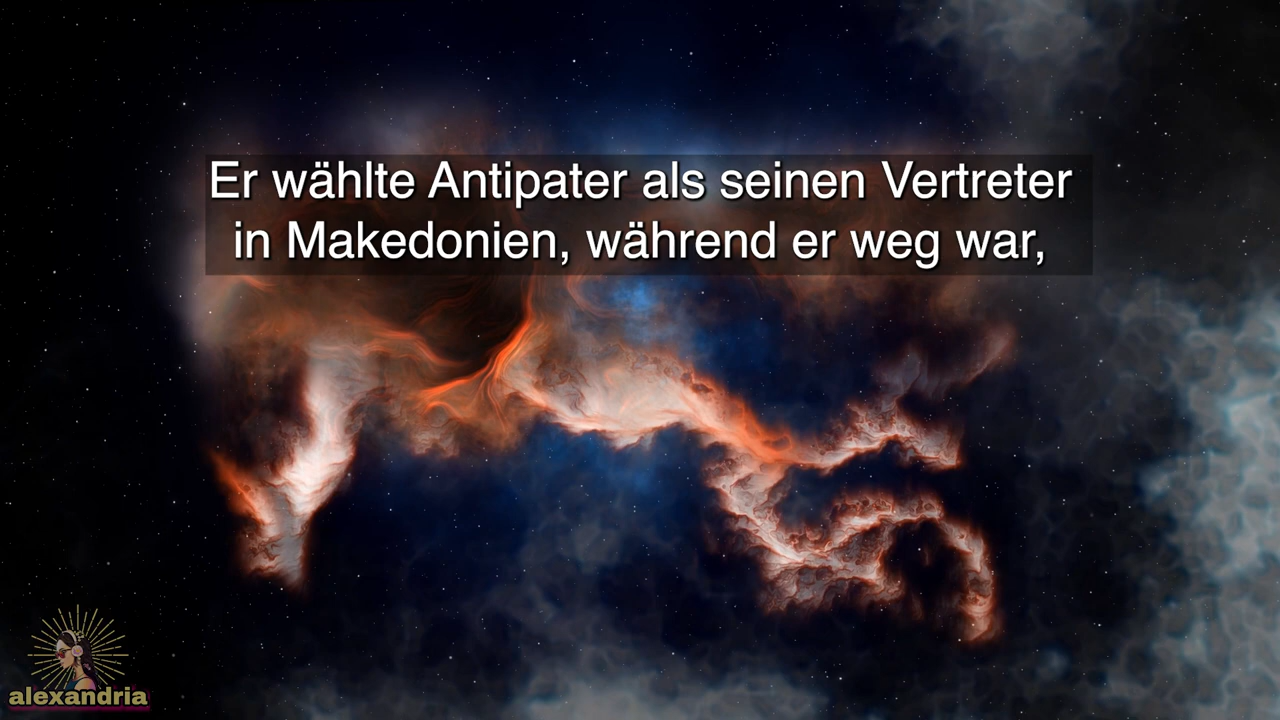 Er wählte Antipater als seinen Vertreter
in Makedonien, während er weg war,
alexandria